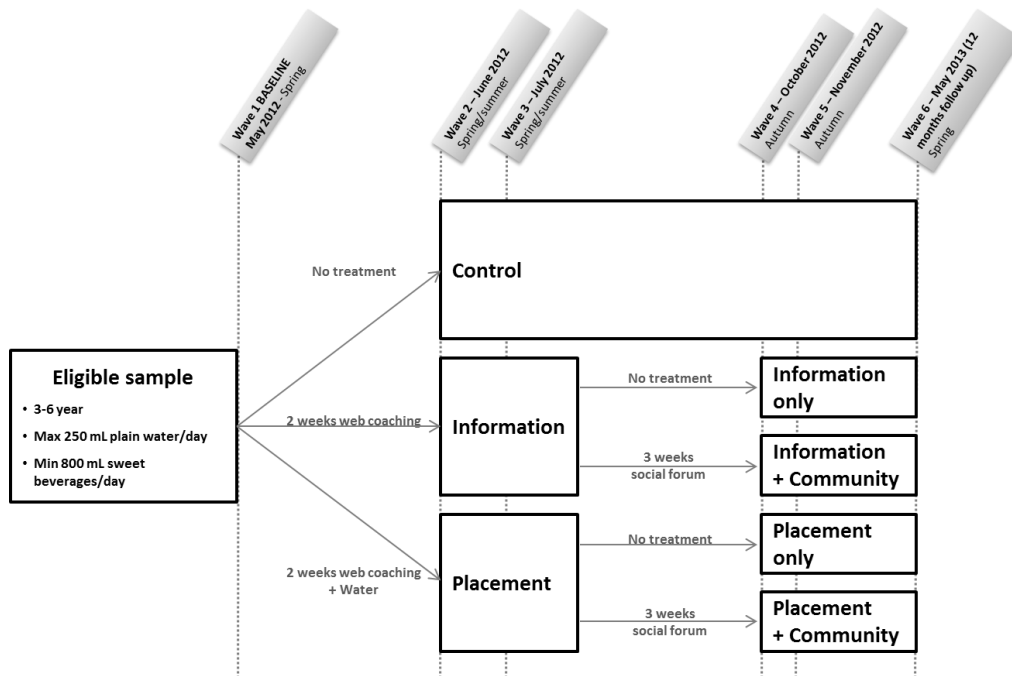 Wave 1 BASELINE
May 2012 - Spring
Wave 2 – June 2012
Spring/summer
Wave 3 – July 2012
Spring/summer
Wave 4 – October 2012
Autumn
Wave 5 – November 2012
Autumn
Wave 6 – May 2013 (12
months follow up)
Spring
No treatment
Control
Eligible sample
• 3-6 year
• Max 250 mL plain water/day
• Min 800 mL sweet
beverages/day
2 weeks web coaching
Information
No treatment
Information
only
3 weeks
social forum
Information
+ Community
2 weeks web coaching
+ Water
Placement
No treatment
Placement
only
3 weeks
social forum
Placement
+ Community